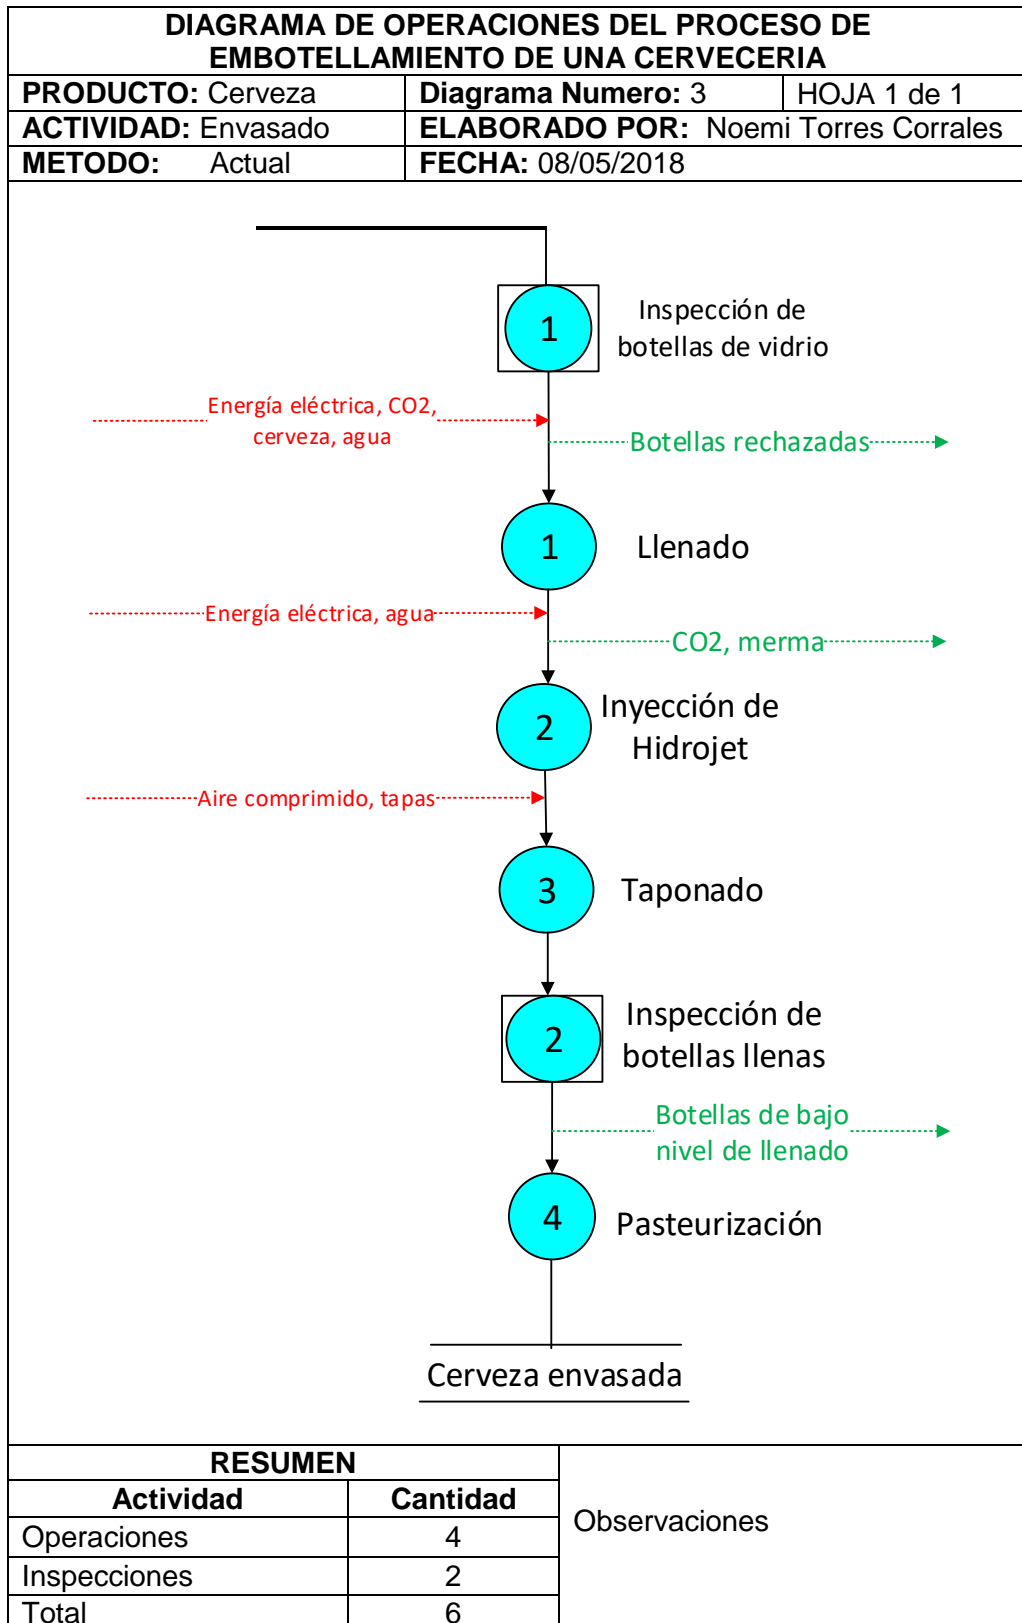 DIAGRAMA DE OPERACIONES DEL PROCESO DE
EMBOTELLAMIENTO DE UNA CERVECERIA
PRODUCTO: Cerveza
Diagrama Numero: 3
HOJA 1 de 1
ACTIVIDAD: Envasado
ELABORADO POR: Noemi Torres Corrales
METODO: Actual
FECHA: 08/05/2018
1
Inspección de
botellas de vidrio
Energía eléctrica, CO2,
cerveza, agua
Botellas rechazadas
1
Llenado
Energía eléctrica, agua
CO2, merma
2
Inyección de
Hidrojet
Aire comprimido, tapas
3
Taponado
2
Inspección de
botellas llenas
Botellas de bajo
nivel de llenado
4
Pasteurización
Cerveza envasada
RESUMEN
Actividad
Cantidad
Observaciones
Operaciones
4
Inspecciones
2
Total
6